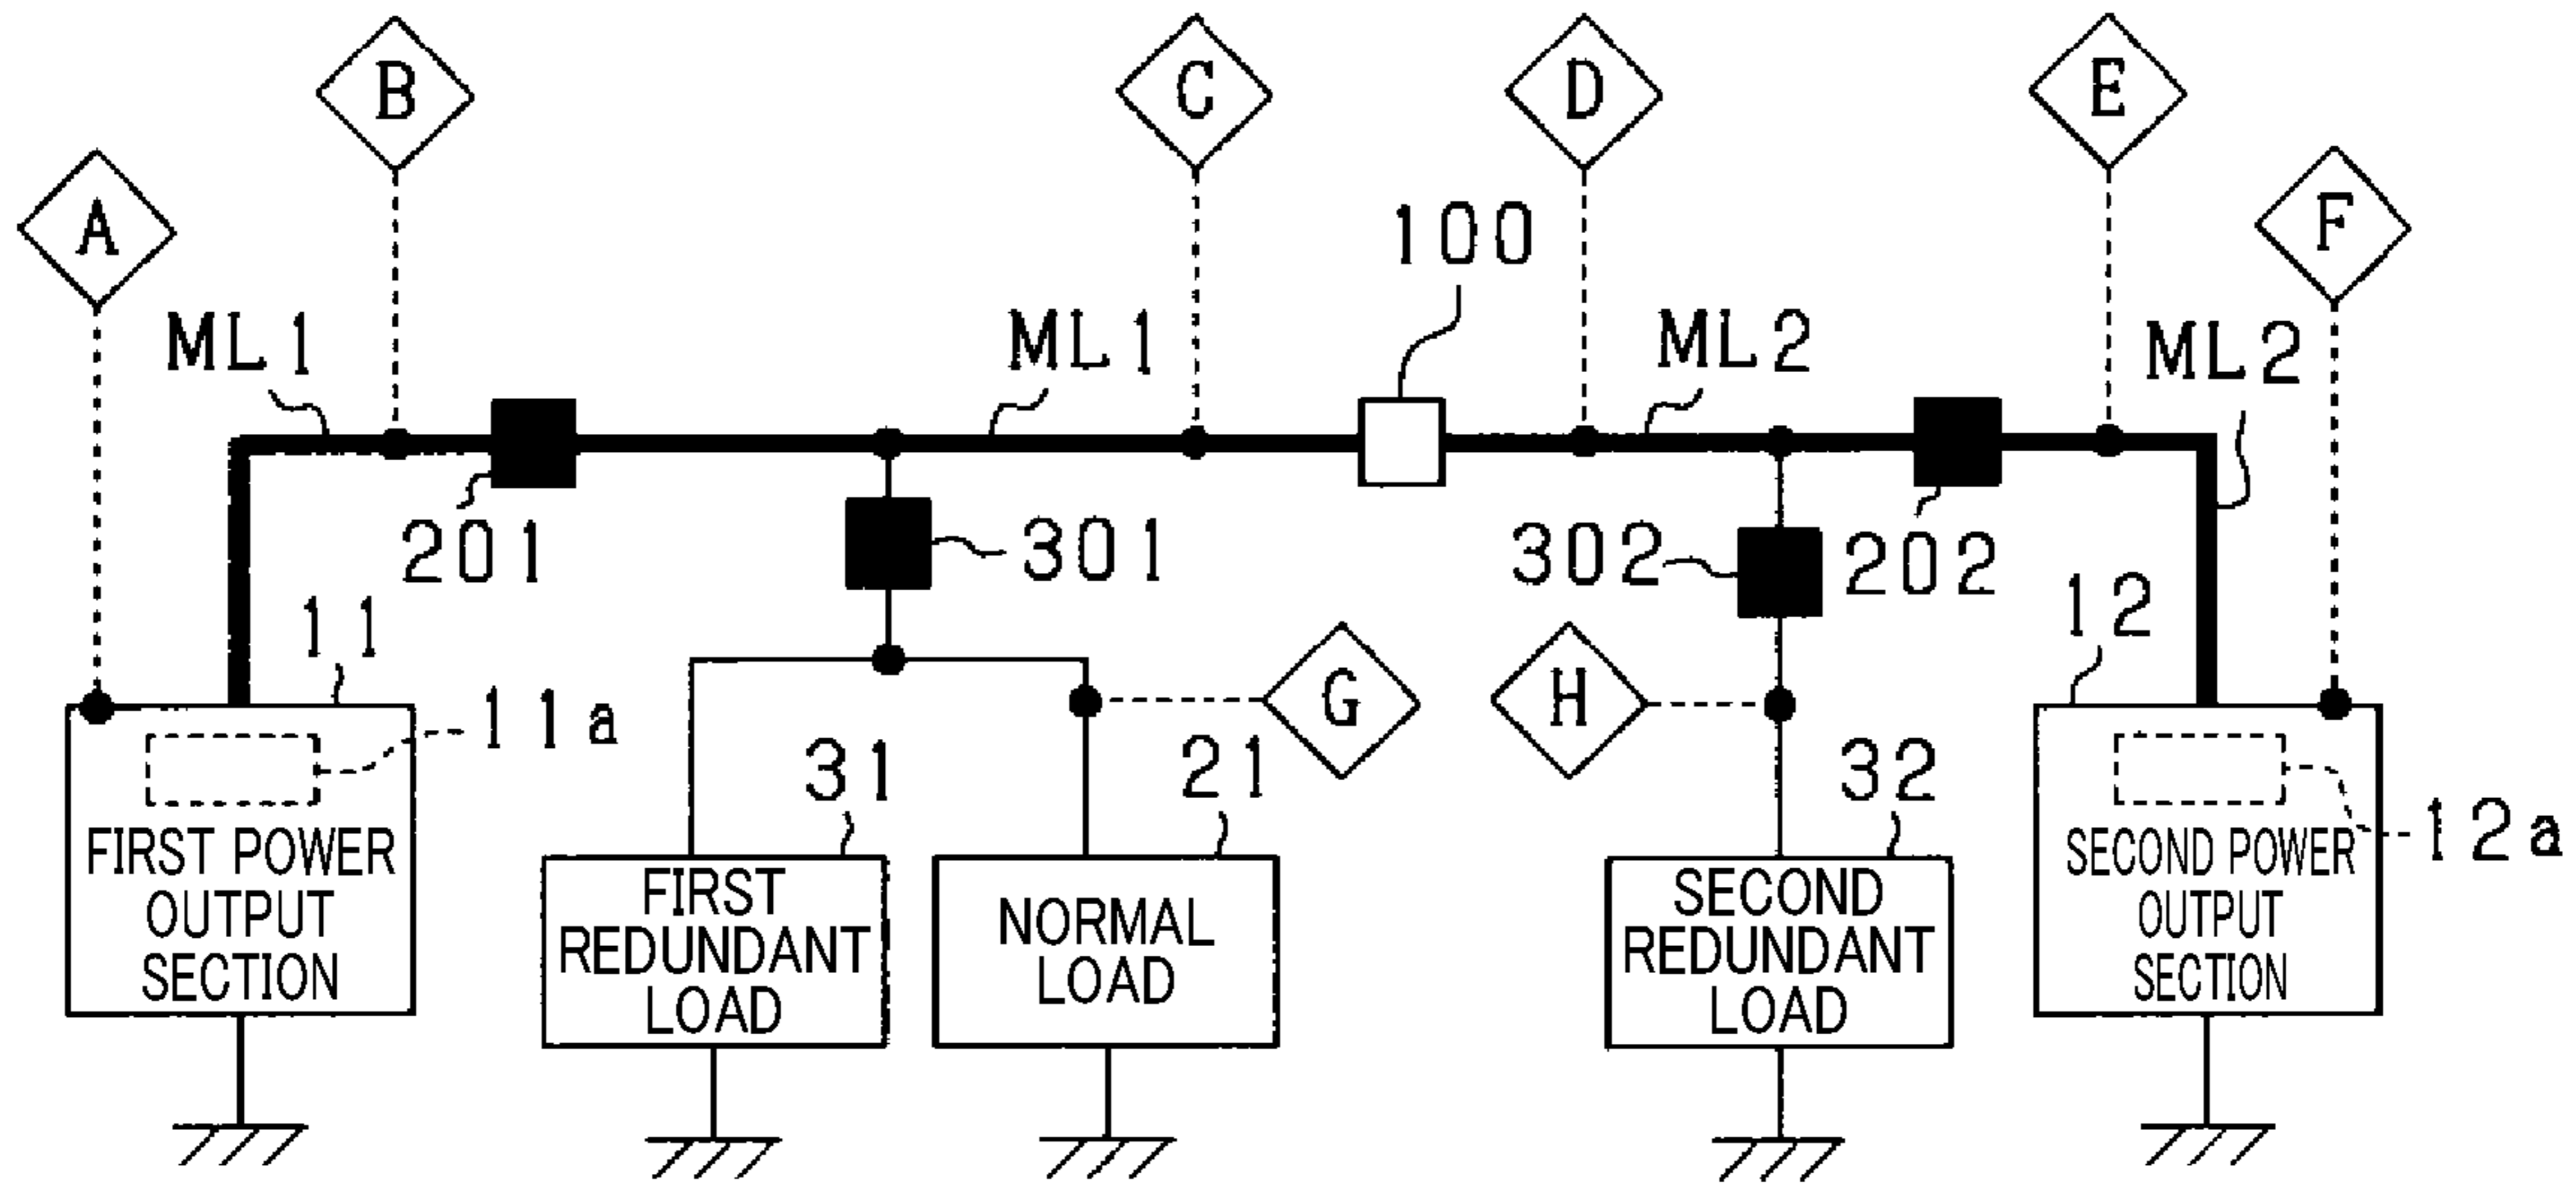 B
C
D
E
A
F
100
ML1
ML1
ML2
ML2
201
301
302
202
11
12
11a
G
H
31
21
32
12a
FIRST POWER
OUTPUT
SECTION
FIRST
REDUNDANT
LOAD
NORMAL
LOAD
SECOND
REDUNDANT
LOAD
SECOND POWER
OUTPUT
SECTION